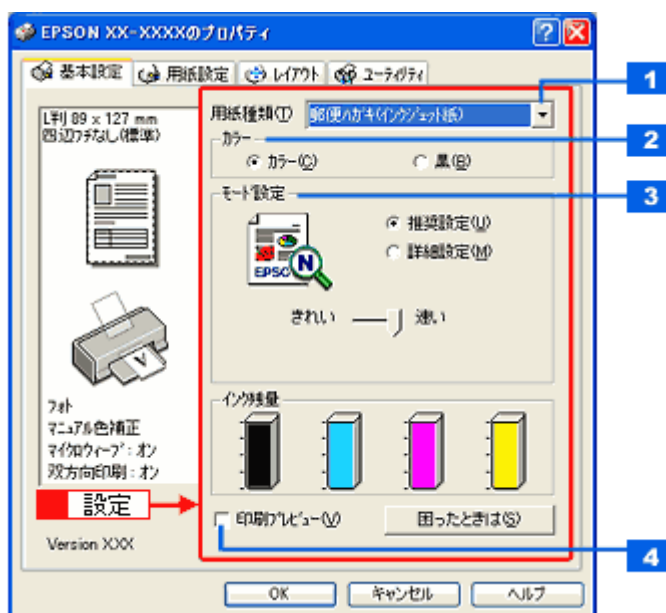 EPSON XX-XXXXのプロパティ
基本設定 用紙設定 レイアウト ユーティリティ
L判 89 x 127 mm
四辺フチなし(標準)
フォト
マニュアル色補正
マイクロウィーブ:オン
双方向印刷:オン
設定
Version XXX
用紙種類(T) 郵便ハガキ(インクジェット紙)
1
カラー
2
カラー(C) 黒(B)
モード設定
3
EPSON
N
推奨設定(U)
詳細設定(M)
きれい 速い
インク残量
印刷プレビュー(V) 困ったときは(S)
4
OK キャンセル ヘルプ